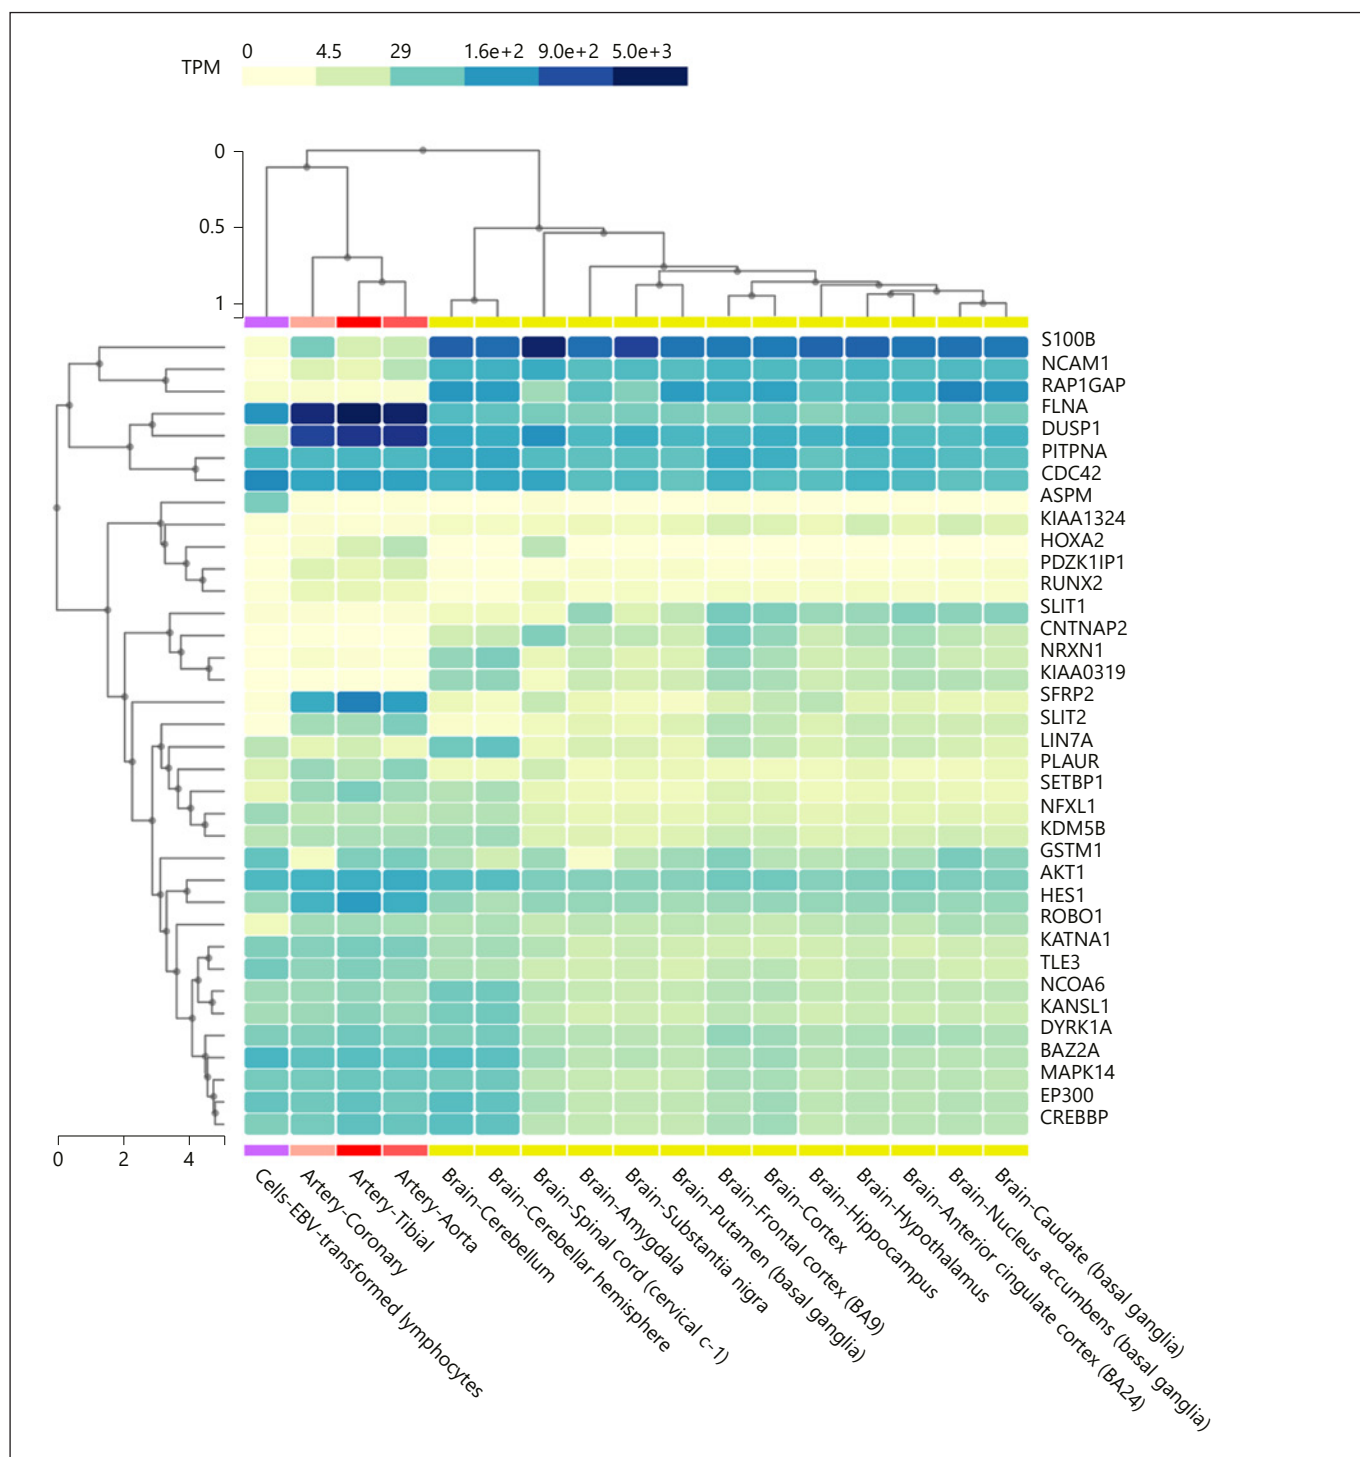 0 4.5 29 1.6e+2 9.0e+2 5.0e+3
TPM
0
0.5
1
S100B
NCAM1
RAP1GAP
FLNA
DUSP1
PITPNA
CDC42
ASPM
KIAA1324
HOXA2
PDZK1IP1
RUNX2
SLIT1
CNTNAP2
NRXN1
KIAA0319
SFRP2
SLIT2
LIN7A
PLAUR
SETBP1
NFXL1
KDM5B
GSTM1
AKT1
HES1
ROBO1
KATNA1
TLE3
NCOA6
KANSL1
DYRK1A
BAZ2A
MAPK14
EP300
CREBBP
0 2 4
Cells-EBV-transformed lymphocytes
Artery-Coronary
Artery-Tibial
Artery-Aorta
Brain-Cerebellum
Brain-Cerebellar hemisphere
Brain-Spinal cord (cervical c-1)
Brain-Amygdala
Brain-Substantia nigra
Brain-Putamen (basal ganglia)
Brain-Frontal cortex (BA9)
Brain-Cortex
Brain-Hippocampus
Brain-Hypothalamus
Brain-Anterior cingulate cortex (BA24)
Brain-Nucleus accumbens (basal ganglia)
Brain-Caudate (basal ganglia)